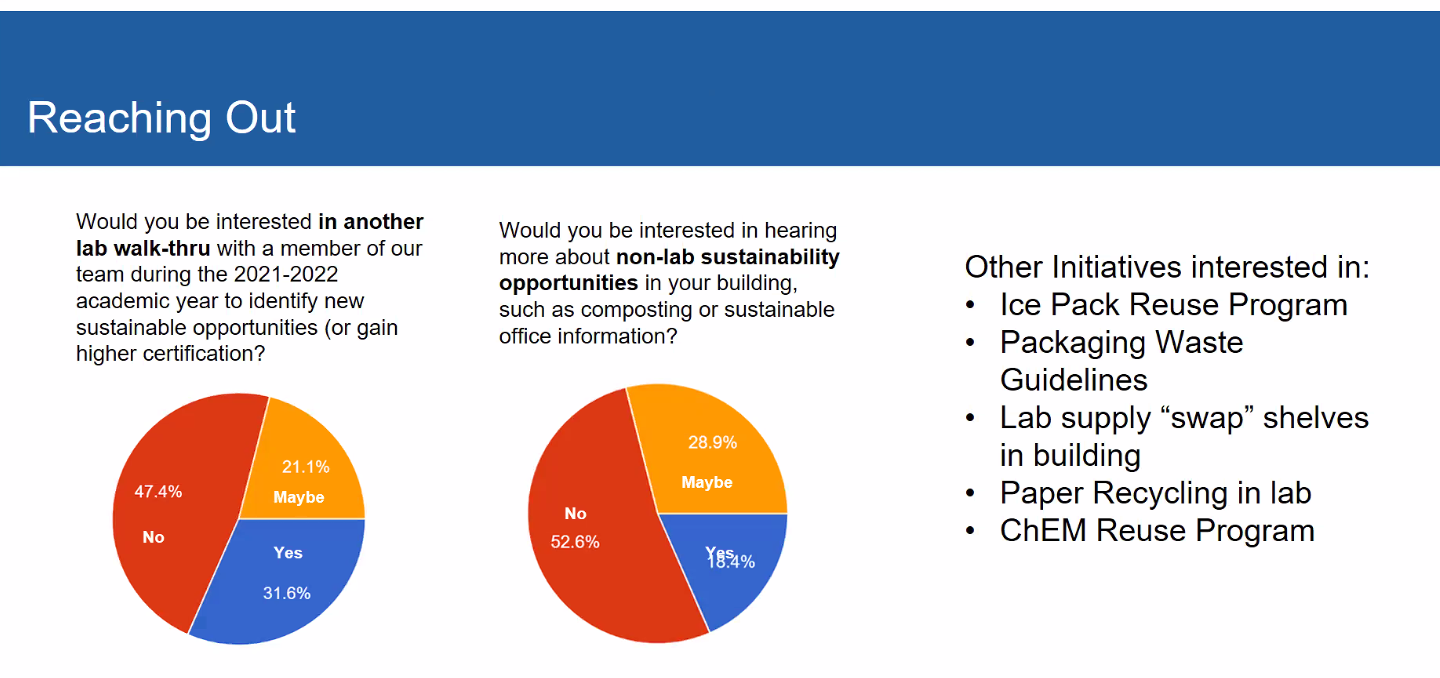 Reaching Out
Would you be interested in another
lab walk-thru with a member of our
team during the 2021-2022
academic year to identify new
sustainable opportunities (or gain
higher certification?
47.4%
No
21.1%
Maybe
Yes
31.6%
Would you be interested in hearing
more about non-lab sustainability
opportunities in your building,
such as composting or sustainable
office information?
28.9%
Maybe
No
52.6%
Yes
18.4%
Other Initiatives interested in:
• Ice Pack Reuse Program
• Packaging Waste
Guidelines
• Lab supply “swap” shelves
in building
• Paper Recycling in lab
• ChEM Reuse Program